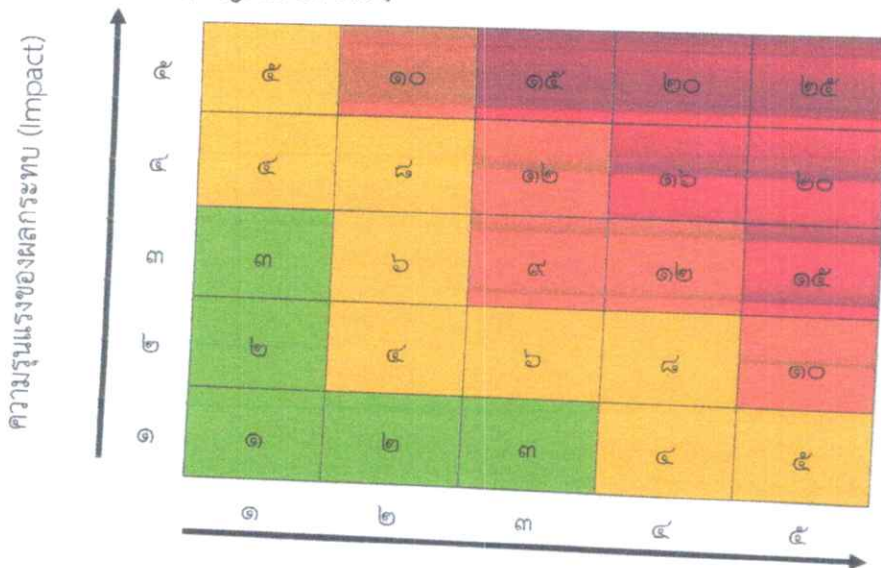 ความรุนแรงของผลกระทบ (Impact)
๕ ๕ ๑๐ ๑๕ ๒๐ ๒๕
๔ ๔ ๘ ๑๒ ๑๖ ๒๐
๓ ๓ ๖ ๙ ๑๒ ๑๕
๒ ๒ ๔ ๖ ๘ ๑๐
๑ ๑ ๒ ๓ ๔ ๕
๑ ๒ ๓ ๔ ๕